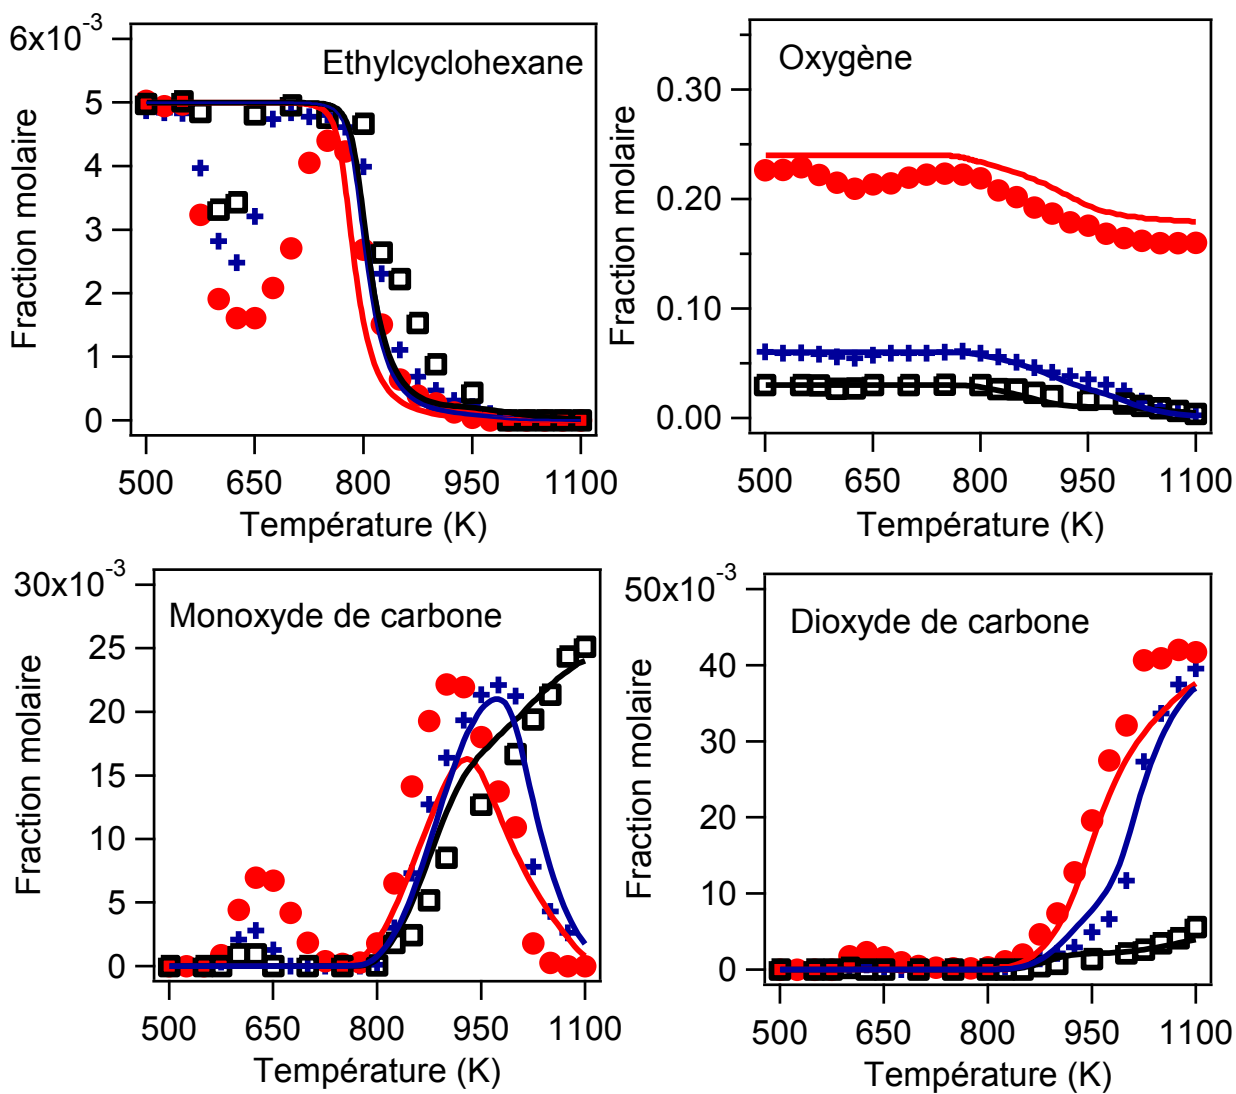 6x10-3
Ethylcyclohexane
5
4
3
2
1
0
Fraction molaire
500 650 800 950 1100
Température (K)
Oxygène
0.30
0.20
0.10
0.00
Fraction molaire
500 650 800 950 1100
Température (K)
30x10-3
Monoxyde de carbone
25
20
15
10
5
0
Fraction molaire
500 650 800 950 1100
Température (K)
50x10-3
Dioxyde de carbone
40
30
20
10
0
Fraction molaire
500 650 800 950 1100
Température (K)